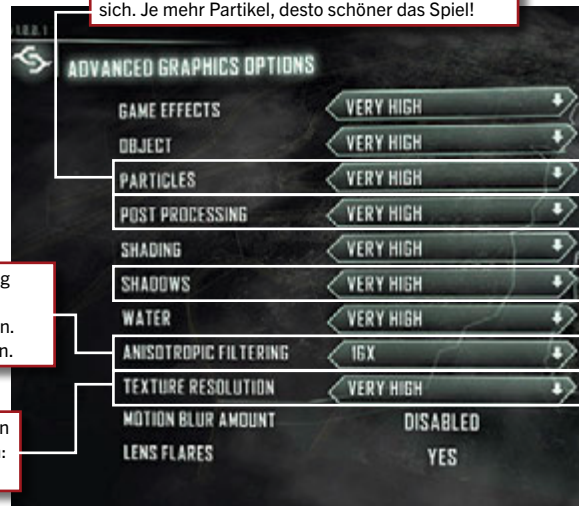 sich. Je mehr Partikel, desto schöner das Spiel!
ADVANCED GRAPHICS OPTIONS
GAME EFFECTS VERY HIGH
OBJECT VERY HIGH
PARTICLES VERY HIGH
POST PROCESSING VERY HIGH
SHADING VERY HIGH
SHADOWS VERY HIGH
WATER VERY HIGH
ANISOTROPIC FILTERING 16X
TEXTURE RESOLUTION VERY HIGH
MOTION BLUR AMOUNT DISABLED
LENS FLARES YES